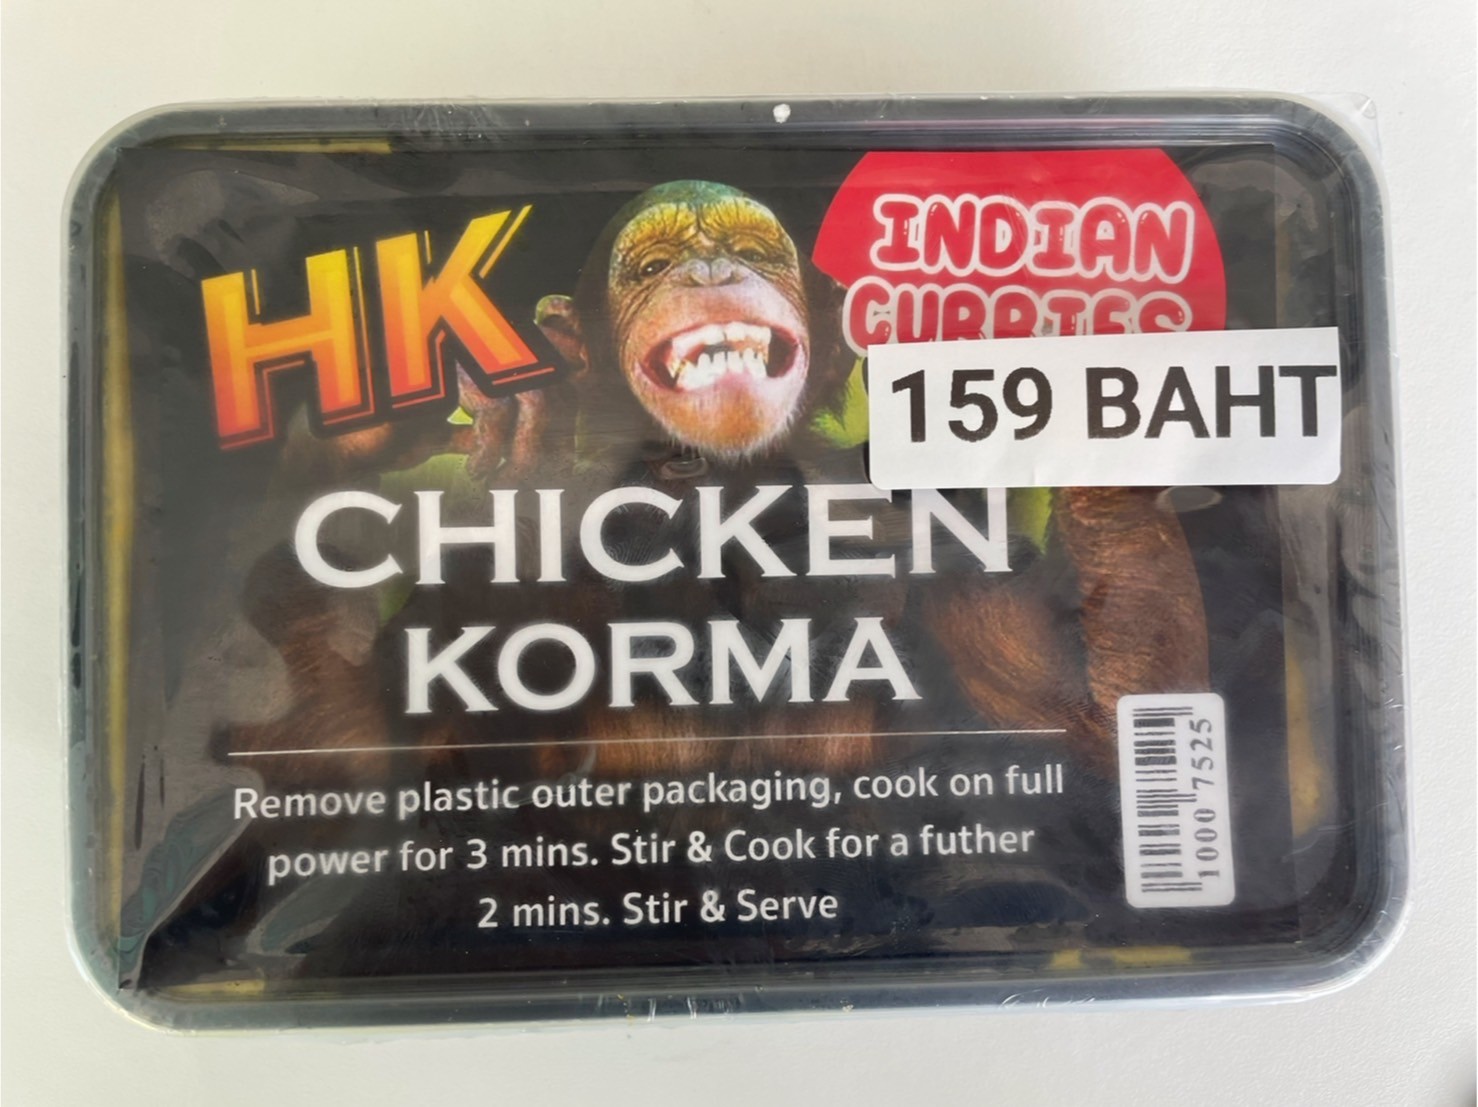 HK
INDIAN
CURRIES
159 BAHT
CHICKEN
KORMA
Remove plastic outer packaging, cook on full
power for 3 mins. Stir & Cook for a futher
2 mins. Stir & Serve
1000 7525